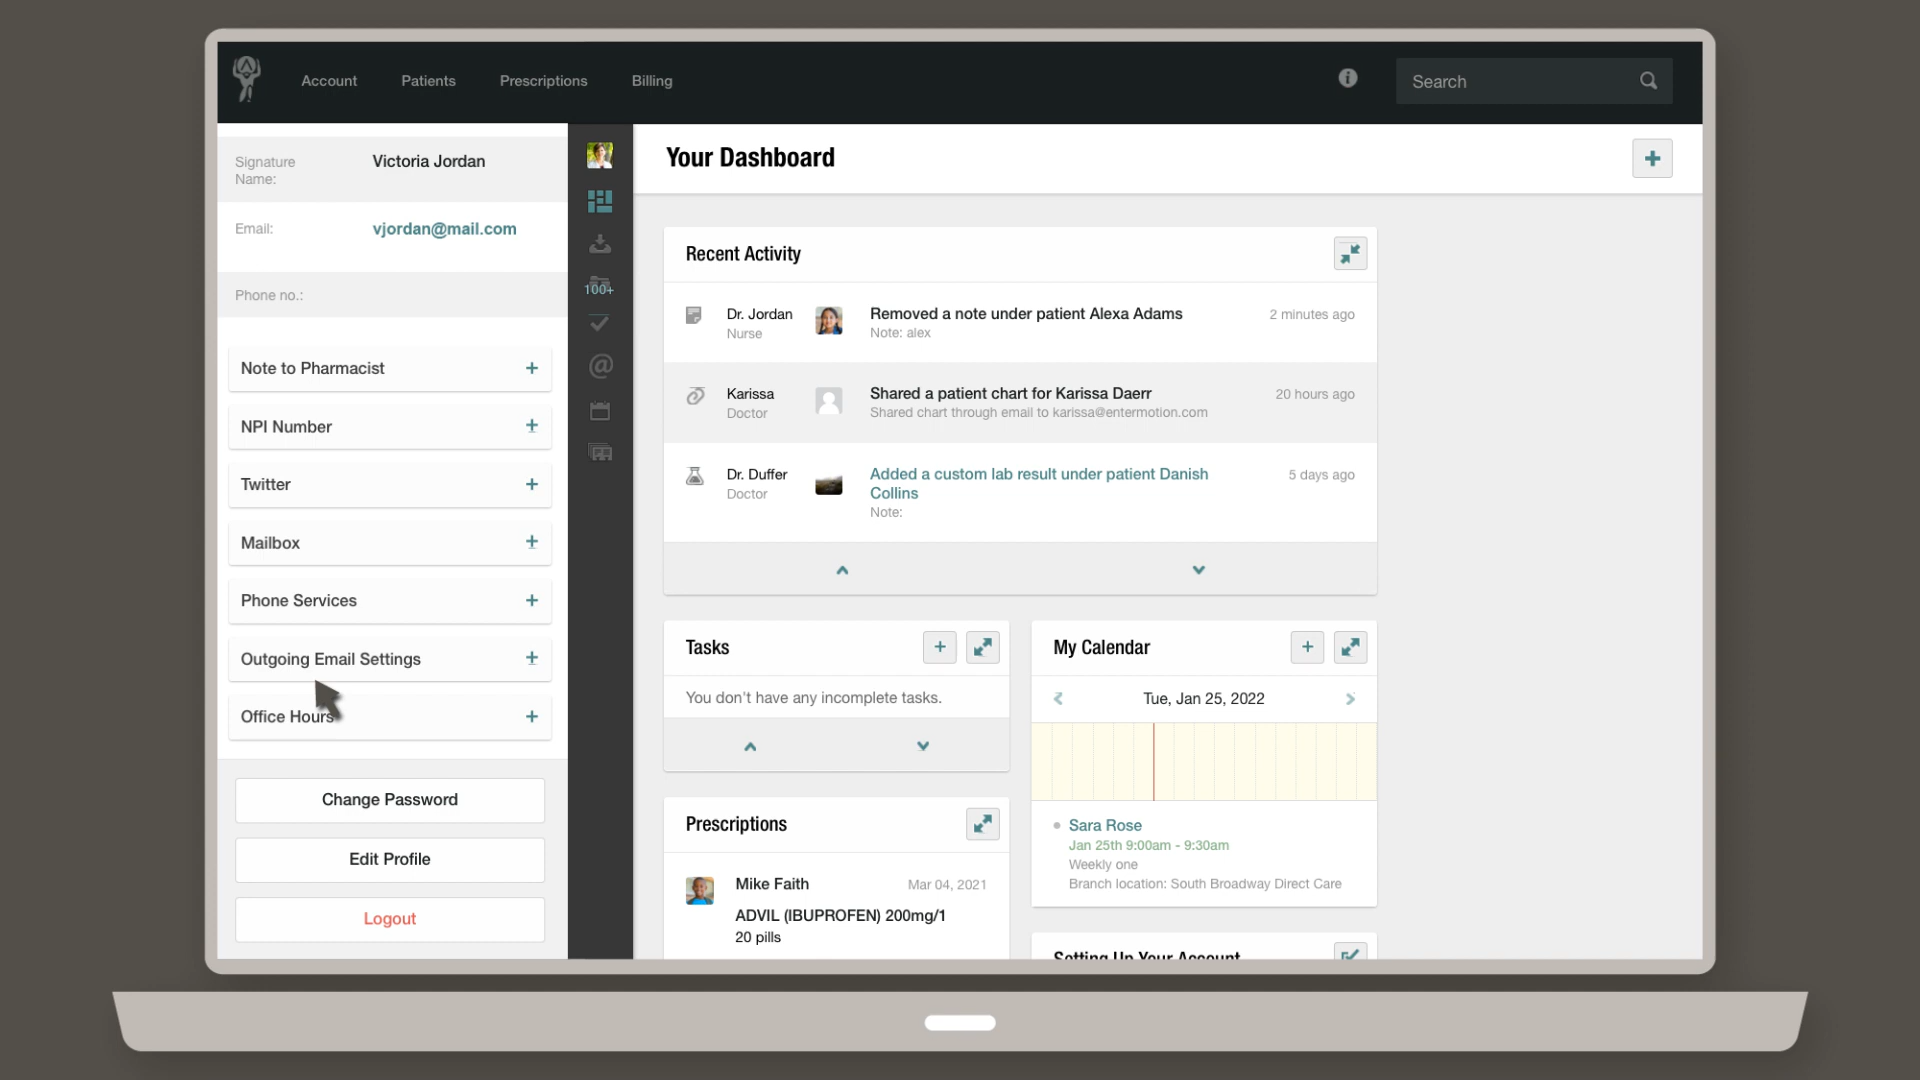 Account
Patients
Prescriptions
Billing
Search
Signature
Name:
Victoria Jordan
Email:
vjordan@mail.com
Phone no.:
Note to Pharmacist
NPI Number
Twitter
Mailbox
Phone Services
Outgoing Email Settings
Office Hours
Change Password
Edit Profile
Logout
100+
Your Dashboard
Recent Activity
Dr. Jordan
Nurse
Removed a note under patient Alexa Adams
Note: alex
2 minutes ago
Karissa
Doctor
Shared a patient chart for Karissa Daerr
Shared chart through email to karissa@entermotion.com
20 hours ago
Dr. Duffer
Doctor
Added a custom lab result under patient Danish
Collins
Note:
5 days ago
Tasks
You don't have any incomplete tasks.
Prescriptions
Mike Faith
Mar 04, 2021
ADVIL (IBUPROFEN) 200mg/1
20 pills
My Calendar
Tue, Jan 25, 2022
Sara Rose
Jan 25th 9:00am - 9:30am
Weekly one
Branch location: South Broadway Direct Care
Setting Up Your Account